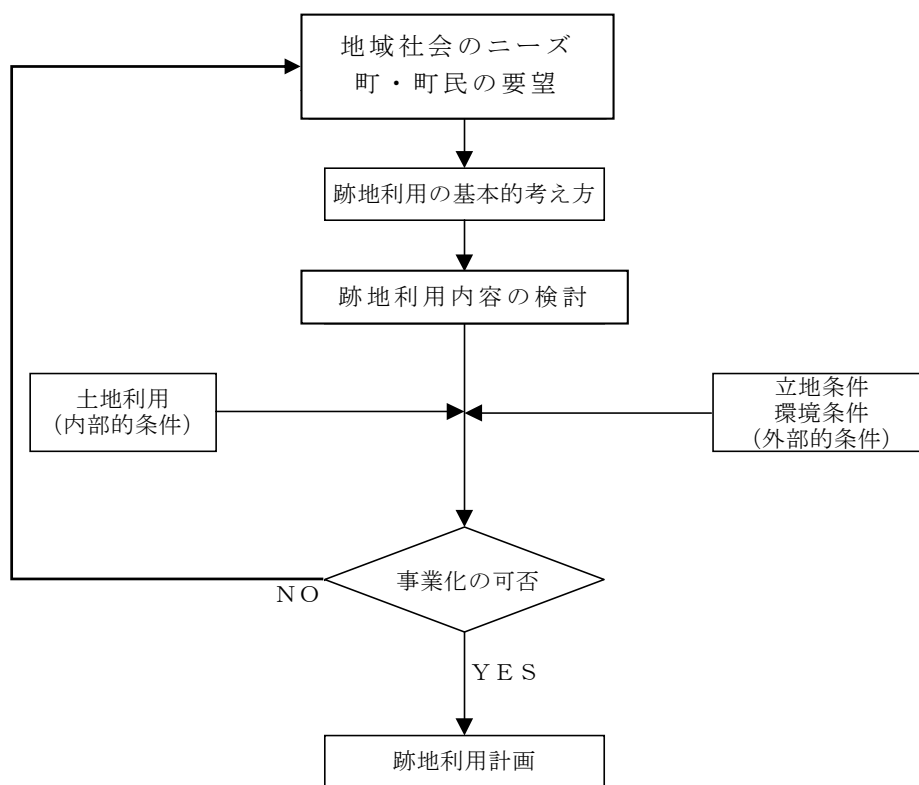 地域社会のニーズ
町・町民の要望
跡地利用の基本的考え方
跡地利用内容の検討
土地利用
(内部的条件)
立地条件
環境条件
(外部的条件)
事業化の可否
ＮＯ
ＹＥＳ
跡地利用計画